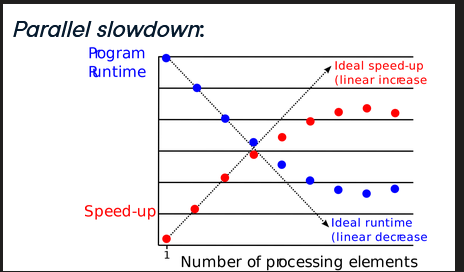 Parallel slowdown:
Program
Runtime
Ideal speed-up
(linear increase
Speed-up
Ideal runtime
(linear decrease
1
Number of processing elements